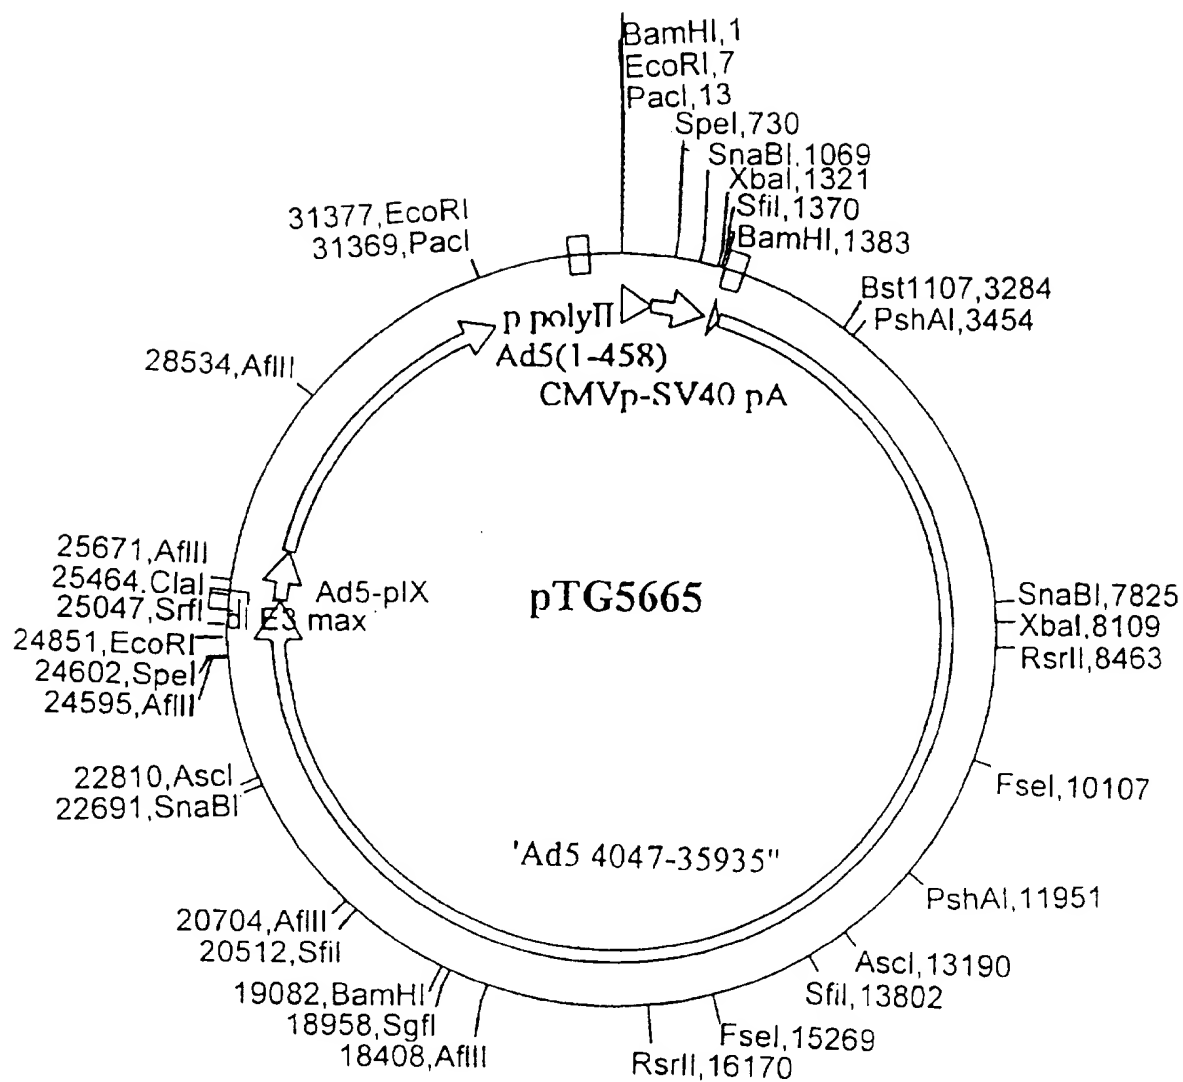 BamHI,1
EcoRI,7
PacI,13
SpeI,730
SnaBI,1069
XbaI,1321
SfiI,1370
BamHI,1383
Bst1107,3284
PshAI,3454
SnaBI,7825
XbaI,8109
RsrII,8463
FseI,10107
PshAI,11951
AscI,13190
SfiI,13802
FseI,15269
RsrII,16170
18408,AflII
18958,SgfI
19082,BamHI
20512,SfiI
20704,AflII
22691,SnaBI
22810,AscI
24595,AflII
24602,SpeI
24851,EcoRI
25047,SrfI
25464.ClaI
25671,AflII
28534,AflII
31369,PacI
31377,EcoRI
p polyII
Ad5(1-458)
CMVp-SV40 pA
Ad5-pIX
E3 max
pTG5665
'Ad5 4047-35935"